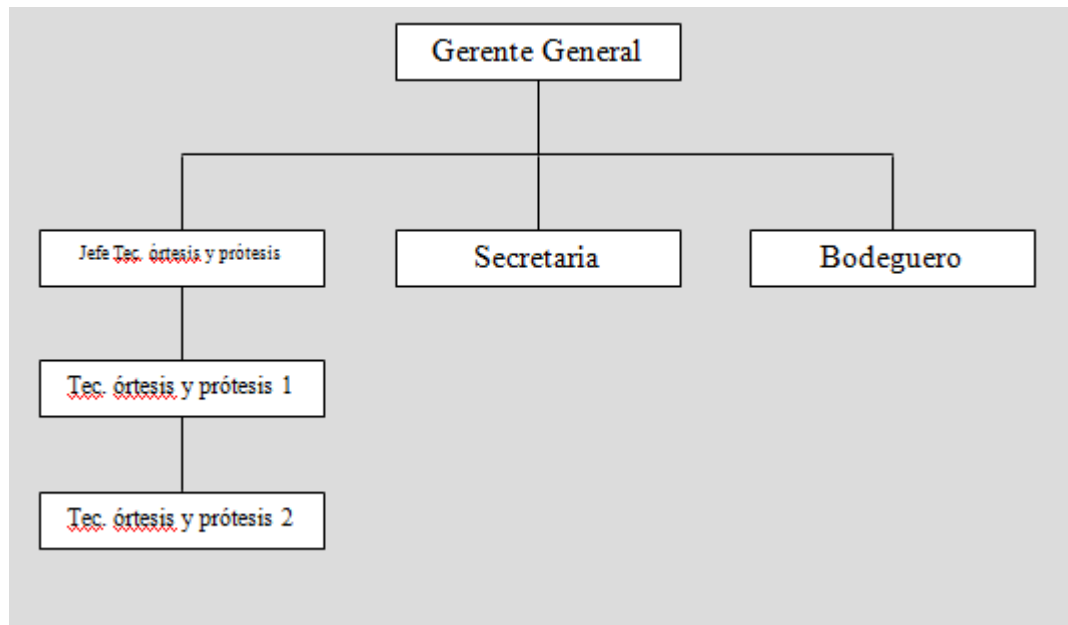 Gerente General
Jefe Tec. órtesis y prótesis
Secretaria
Bodeguero
Tec. órtesis y prótesis 1
Tec. órtesis y prótesis 2